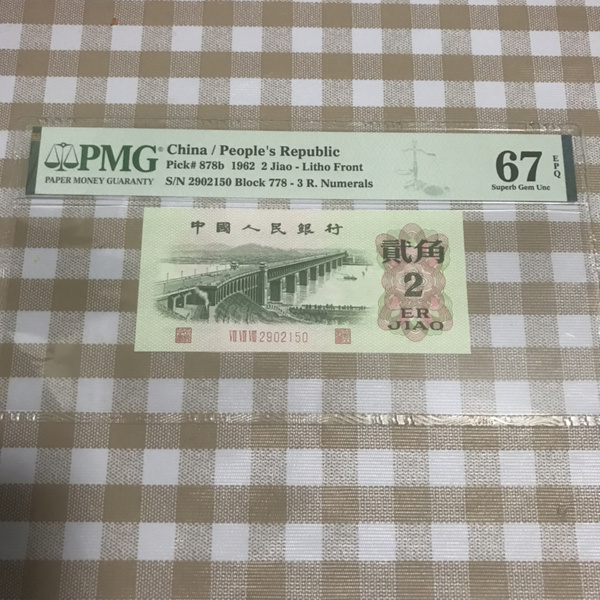 PMG
PAPER MONEY GUARANTY
China / People's Republic
Pick# 878b 1962 2 Jiao - Litho Front
S/N 2902150 Block 778 - 3 R. Numerals
67 EPQ
Superb Gem Unc
中國人民銀行
貳角
2
ER
JIAO
2902150